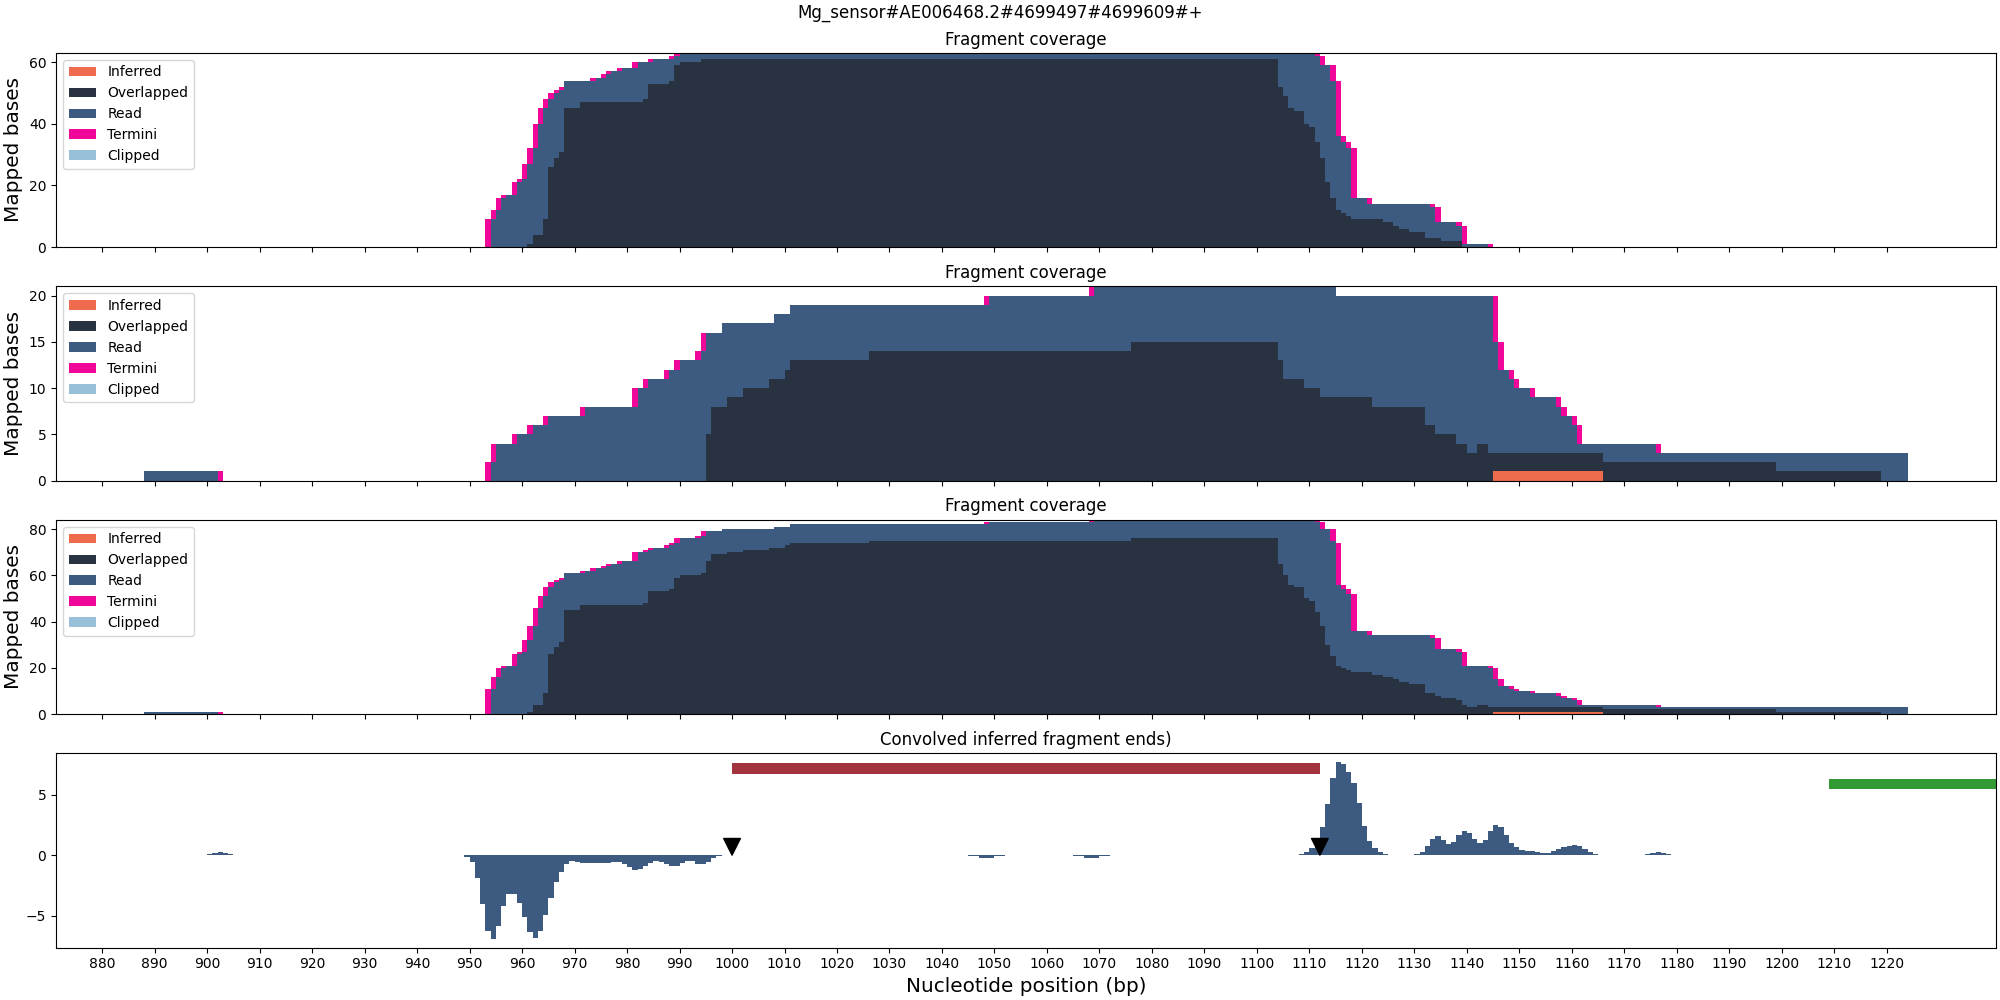 Mg_sensor#AE006468.2#4699497#4699609#+
Fragment coverage
Mapped bases
60
40
20
0
Inferred
Overlapped
Read
Termini
Clipped
Fragment coverage
Mapped bases
20
15
10
5
0
Inferred
Overlapped
Read
Termini
Clipped
Fragment coverage
Mapped bases
80
60
40
20
0
Inferred
Overlapped
Read
Termini
Clipped
Convolved inferred fragment ends)
5
0
−5
880 890 900 910 920 930 940 950 960 970 980 990 1000 1010 1020 1030 1040 1050 1060 1070 1080 1090 1100 1110 1120 1130 1140 1150 1160 1170 1180 1190 1200 1210 1220
Nucleotide position (bp)